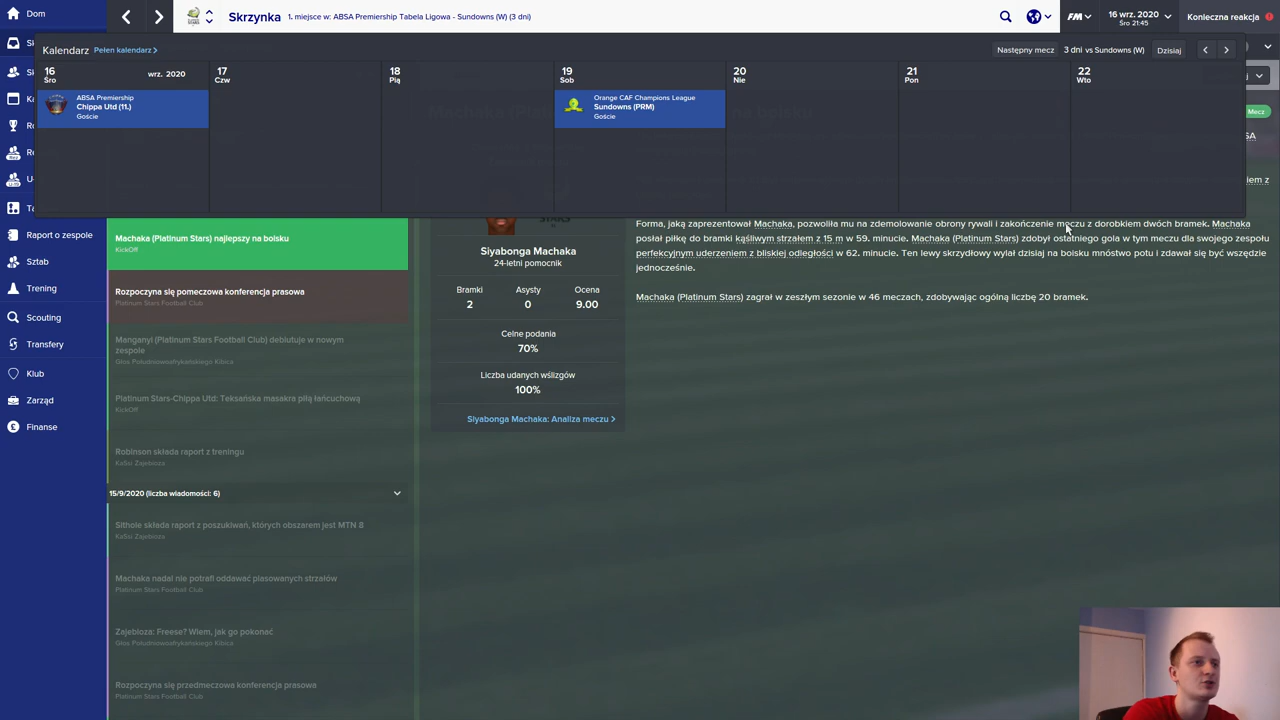 Dom
Skrzynka
1. miejsce w: ABSA Premiership Tabela Ligowa - Sundowns (W) (3 dni)
FM
16 wrz. 2020
Śro 21:45
Konieczna reakcja
Kalendarz
Pełen kalendarz
Następny mecz
3 dni vs Sundowns (W)
Dzisiaj
16
Śro
wrz. 2020
17
Czw
18
Pią
19
Sob
20
Nie
21
Pon
22
Wto
ABSA Premiership
Chippa Utd (11.)
Goście
Orange CAF Champions League
Sundowns (PRM)
Goście
Mecz
Raport o zespole
Sztab
Trening
Scouting
Transfery
Klub
Zarząd
Finanse
Machaka (Platinum Stars) najlepszy na boisku
KickOff
Rozpoczyna się pomeczowa konferencja prasowa
Platinum Stars Football Club
Manganyi (Platinum Stars Football Club) debiutuje w nowym
zespole
Głos Południowoafrykańskiego Kibica
Platinum Stars-Chippa Utd: Teksańska masakra piłą łańcuchową
KickOff
Robinson składa raport z treningu
KaSsi Zajebioza
15/9/2020 (liczba wiadomości: 6)
Sithole składa raport z poszukiwań, których obszarem jest MTN 8
KaSsi Zajebioza
Machaka nadal nie potrafi oddawać plasowanych strzałów
Platinum Stars Football Club
Zajebioza: Freese? Wiem, jak go pokonać
Głos Południowoafrykańskiego Kibica
Rozpoczyna się przedmeczowa konferencja prasowa
Platinum Stars Football Club
STARS
Siyabonga Machaka
24-letni pomocnik
Bramki
Asysty
Ocena
2
0
9.00
Celne podania
70%
Liczba udanych wślizgów
100%
Siyabonga Machaka: Analiza meczu
Forma, jaką zaprezentował Machaka, pozwoliła mu na zdemolowanie obrony rywali i zakończenie meczu z dorobkiem dwóch bramek. Machaka
posłał piłkę do bramki kąśliwym strzałem z 15 m w 59. minucie. Machaka (Platinum Stars) zdobył ostatniego gola w tym meczu dla swojego zespołu
perfekcyjnym uderzeniem z bliskiej odległości w 62. minucie. Ten lewy skrzydłowy wylał dzisiaj na boisku mnóstwo potu i zdawał się być wszędzie
jednocześnie.
Machaka (Platinum Stars) zagrał w zeszłym sezonie w 46 meczach, zdobywając ogólną liczbę 20 bramek.